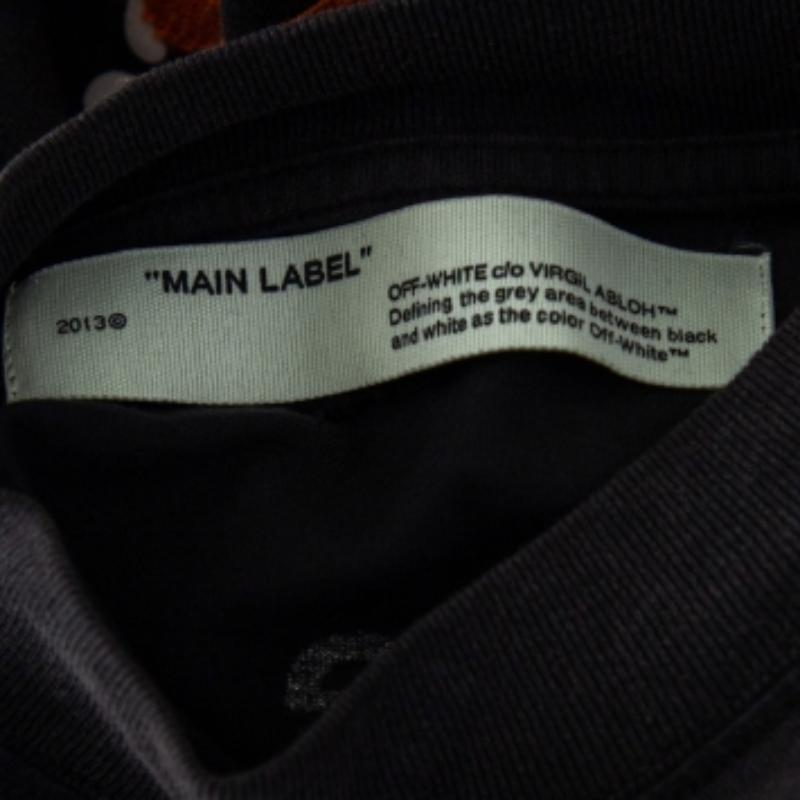 "MAIN LABEL"
2013©
OFF-WHITE c/o VIRGIL ABLOH™
Defining the grey area between black
and white as the color Off-White™